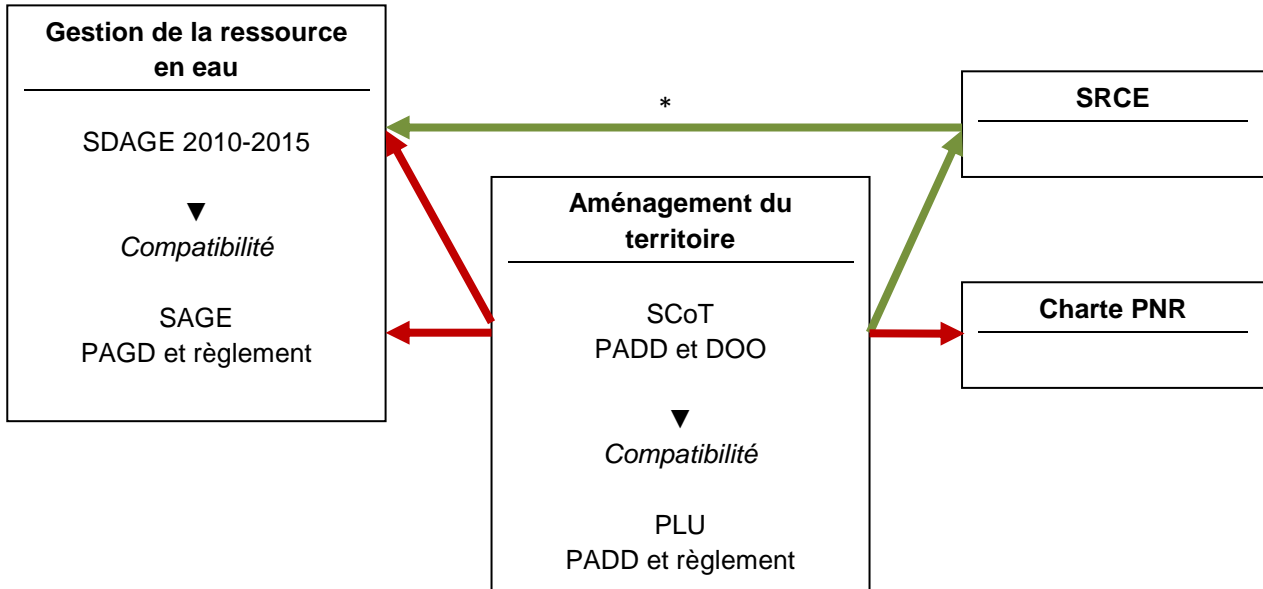 Gestion de la ressource
en eau
SDAGE 2010-2015
▼
Compatibilité
SAGE
PAGD et règlement
*
SRCE
Aménagement du
territoire
SCoT
PADD et DOO
▼
Compatibilité
PLU
PADD et règlement
Charte PNR